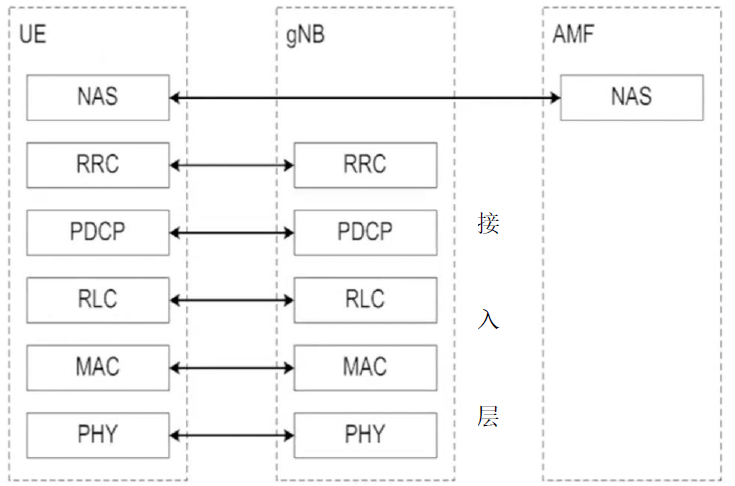 UE
gNB
AMF
NAS
NAS
RRC
RRC
PDCP
PDCP
RLC
RLC
MAC
MAC
PHY
PHY
接
入
层